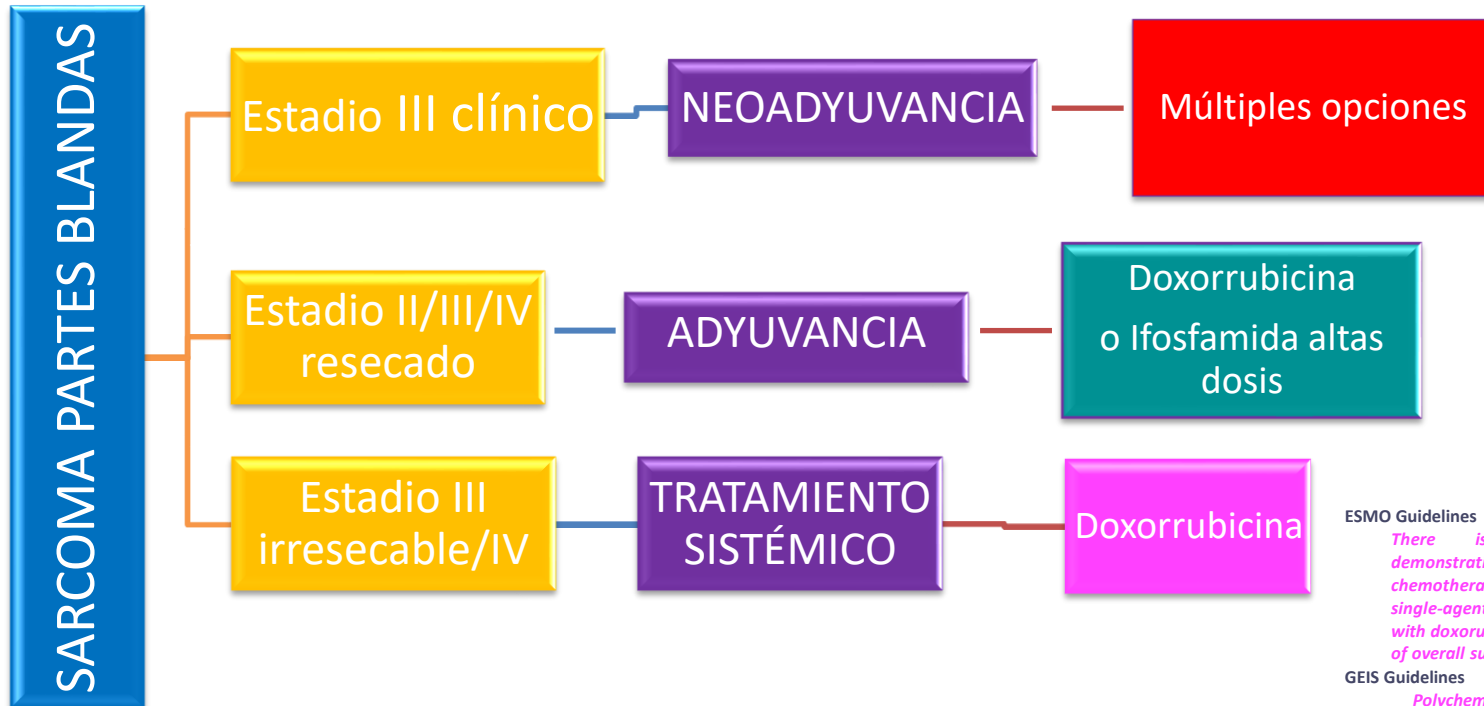 SARCOMA PARTES BLANDAS
Estadio III clínico
NEOADYUVANCIA
Múltiples opciones
Estadio II/III/IV
resecado
ADYUVANCIA
Doxorrubicina
o Ifosfamida altas
dosis
Estadio III
irresecable/IV
TRATAMIENTO
SISTÉMICO
Doxorrubicina
ESMO Guidelines
There is
demonstrati
chemothera
single-agent
with doxoru
of overall su
GEIS Guidelines
Polychem